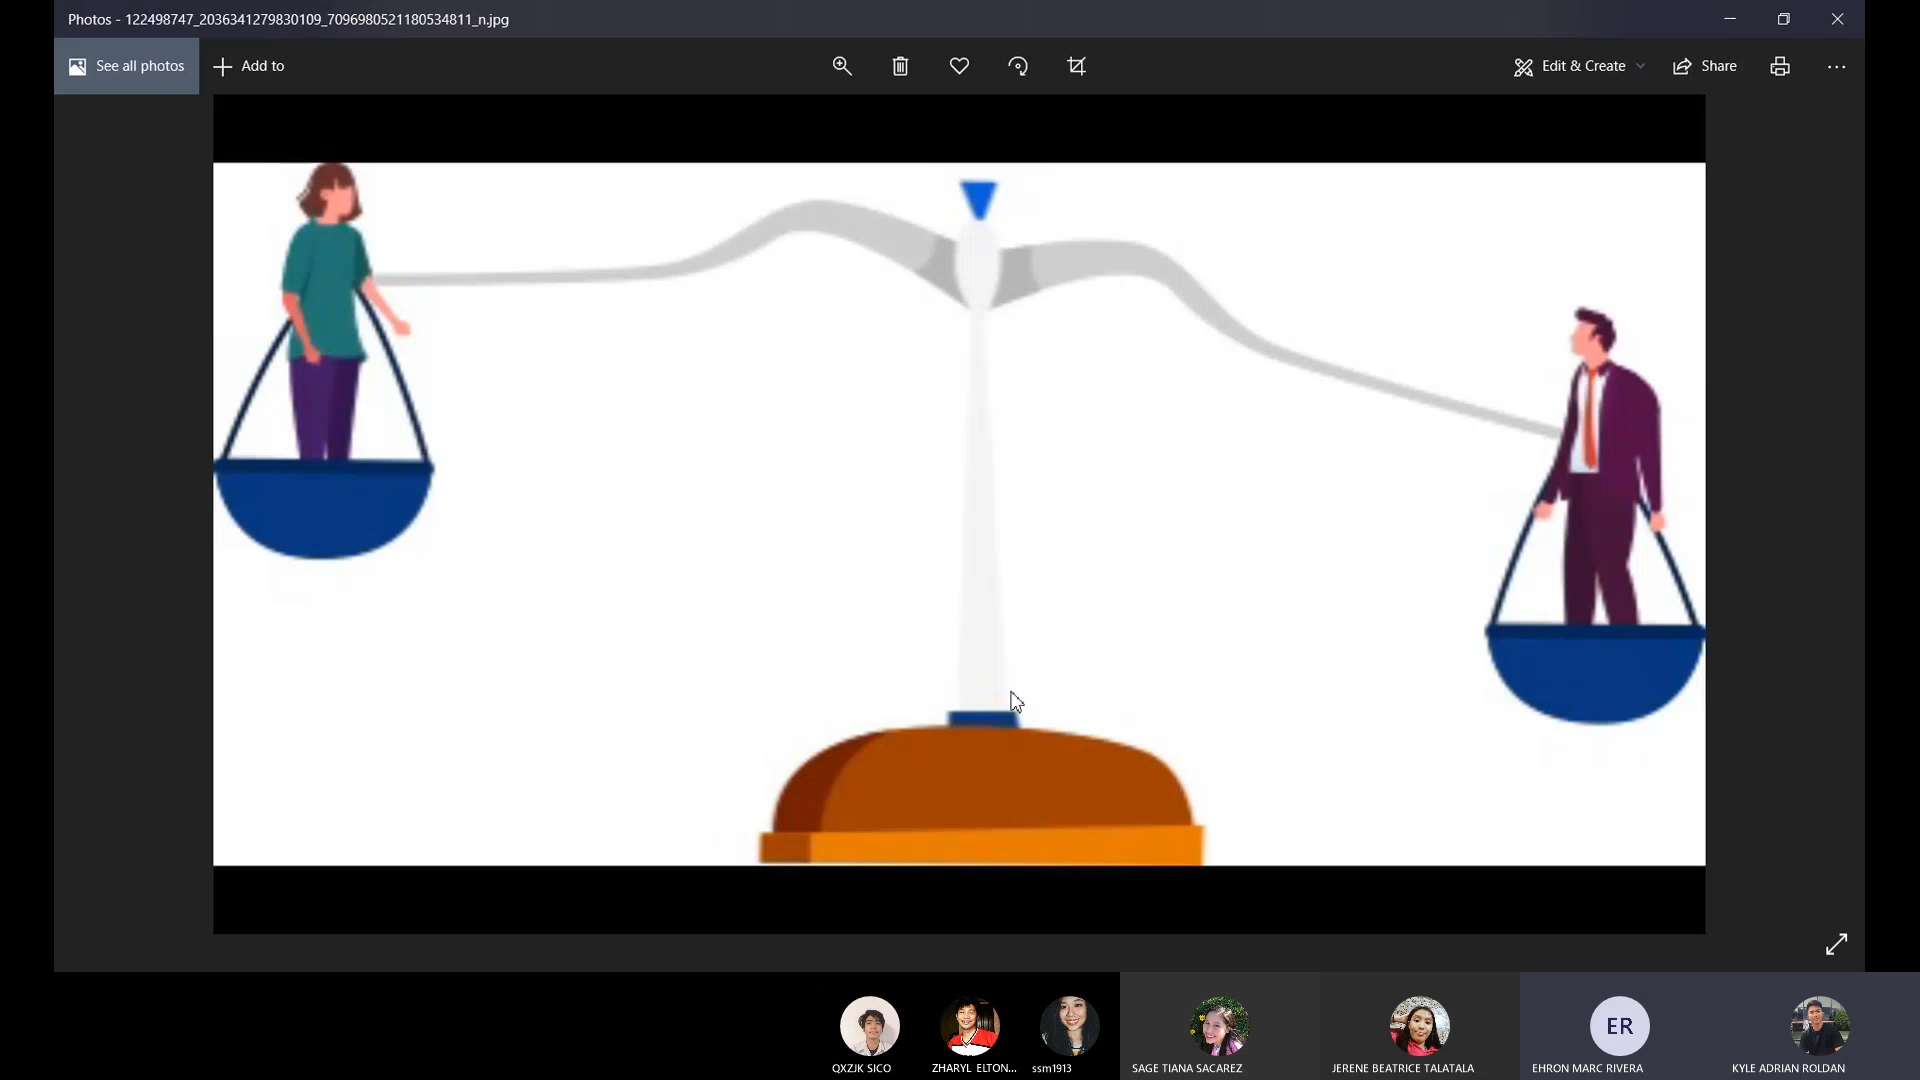 Photos - 122498747_2036341279830109_7096980521180534811_n.jpg
See all photos
Add to
Edit & Create
Share
QXZJK SICO
ZHARYL ELTON...
ssm1913
SAGE TIANA SACAREZ
JERENE BEATRICE TALATALA
ER
EHRON MARC RIVERA
KYLE ADRIAN ROLDAN